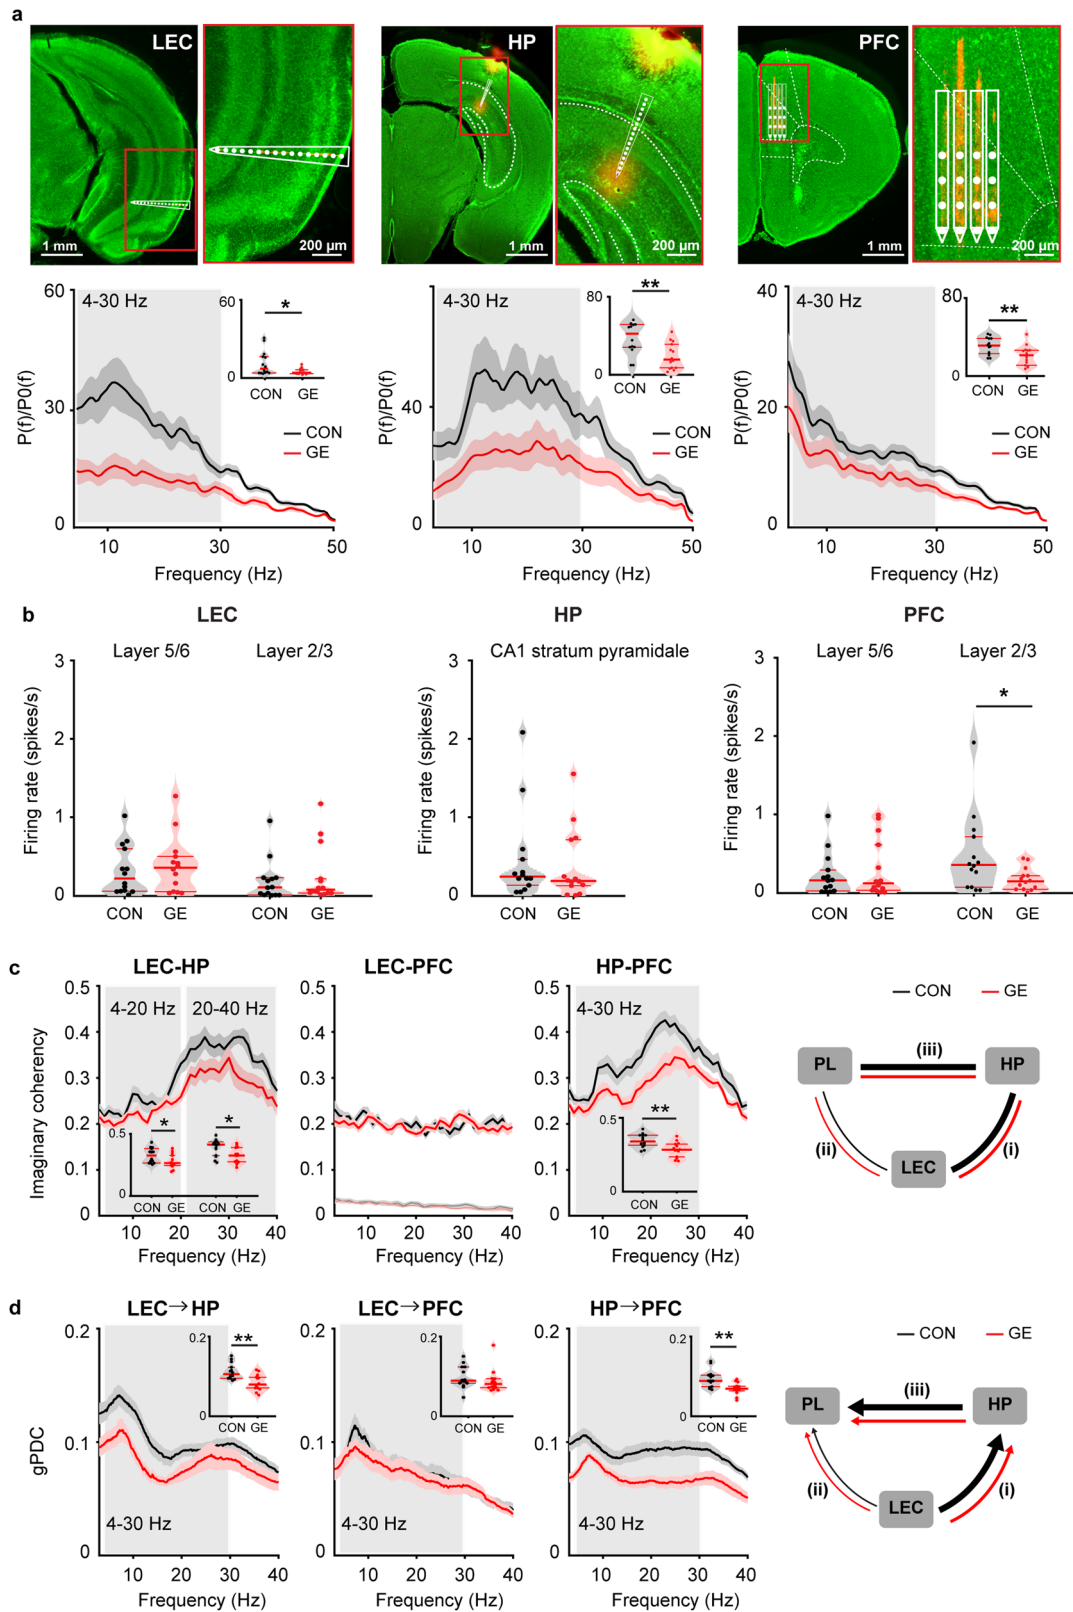 a
LEC
HP
PFC
1 mm
200 µm
1 mm
200 µm
1 mm
200 µm
60
4-30 Hz
60
*
0
CON GE
P(f)/P0(f)
30
CON
GE
0
10
30
50
Frequency (Hz)
80
**
0
CON GE
P(f)/P0(f)
40
CON
GE
0
10
30
50
Frequency (Hz)
40
4-30 Hz
80
**
0
CON GE
P(f)/P0(f)
20
CON
GE
0
10
30
50
Frequency (Hz)
b
LEC
HP
PFC
Layer 5/6
Layer 2/3
CA1 stratum pyramidale
Layer 5/6
Layer 2/3
Firing rate (spikes/s)
3
2
1
0
CON GE
CON GE
Firing rate (spikes/s)
3
2
1
0
CON GE
Firing rate (spikes/s)
3
2
1
0
*
CON GE
CON GE
c
LEC-HP
LEC-PFC
HP-PFC
Imaginary coherency
0.5
0.4
0.3
0.2
0.1
0
4-20 Hz
20-40 Hz
0.5
0
*
*
CON GE
CON GE
10 20 30 40
Frequency (Hz)
0.5
0.4
0.3
0.2
0.1
0
10 20 30 40
Frequency (Hz)
0.5
0.4
0.3
0.2
0.1
0
4-30 Hz
0.5
0
**
CON GE
10 20 30 40
Frequency (Hz)
CON
GE
PL
(iii)
HP
(ii)
(i)
LEC
d
LEC→HP
LEC→PFC
HP→PFC
gPDC
0.2
0.1
0
0.2
0
**
CON GE
4-30 Hz
10 20 30 40
Frequency (Hz)
0.2
0.1
0
0.2
0
CON GE
4-30 Hz
10 20 30 40
Frequency (Hz)
0.2
0.1
0
0.2
0
**
CON GE
4-30 Hz
10 20 30 40
Frequency (Hz)
CON
GE
PL
(iii)
HP
(ii)
(i)
LEC